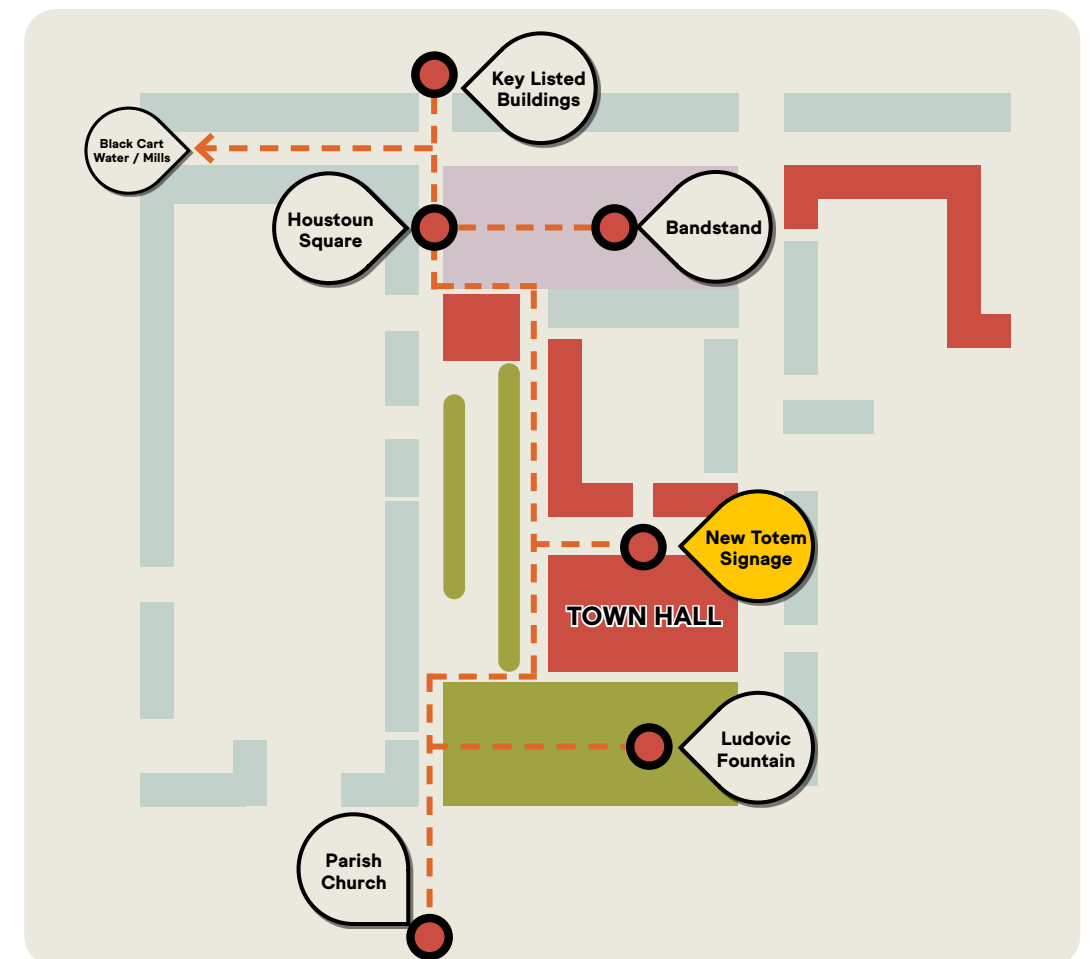 Key Listed
Buildings
Black Cart
Water / Mills
Houstoun
Square
Bandstand
New Totem
Signage
TOWN HALL
Ludovic
Fountain
Parish
Church